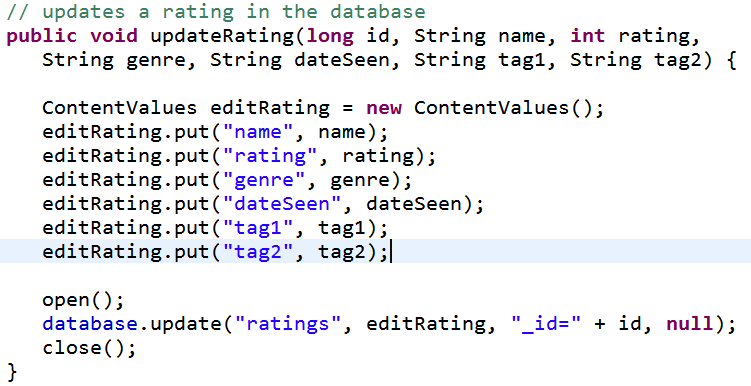 // updates a rating in the database
public void updateRating(long id, String name, int rating,
   String genre, String dateSeen, String tag1, String tag2) {

   ContentValues editRating = new ContentValues();
   editRating.put("name", name);
   editRating.put("rating", rating);
   editRating.put("genre", genre);
   editRating.put("dateSeen", dateSeen);
   editRating.put("tag1", tag1);
   editRating.put("tag2", tag2);

   open();
   database.update("ratings", editRating, "_id=" + id, null);
   close();
}